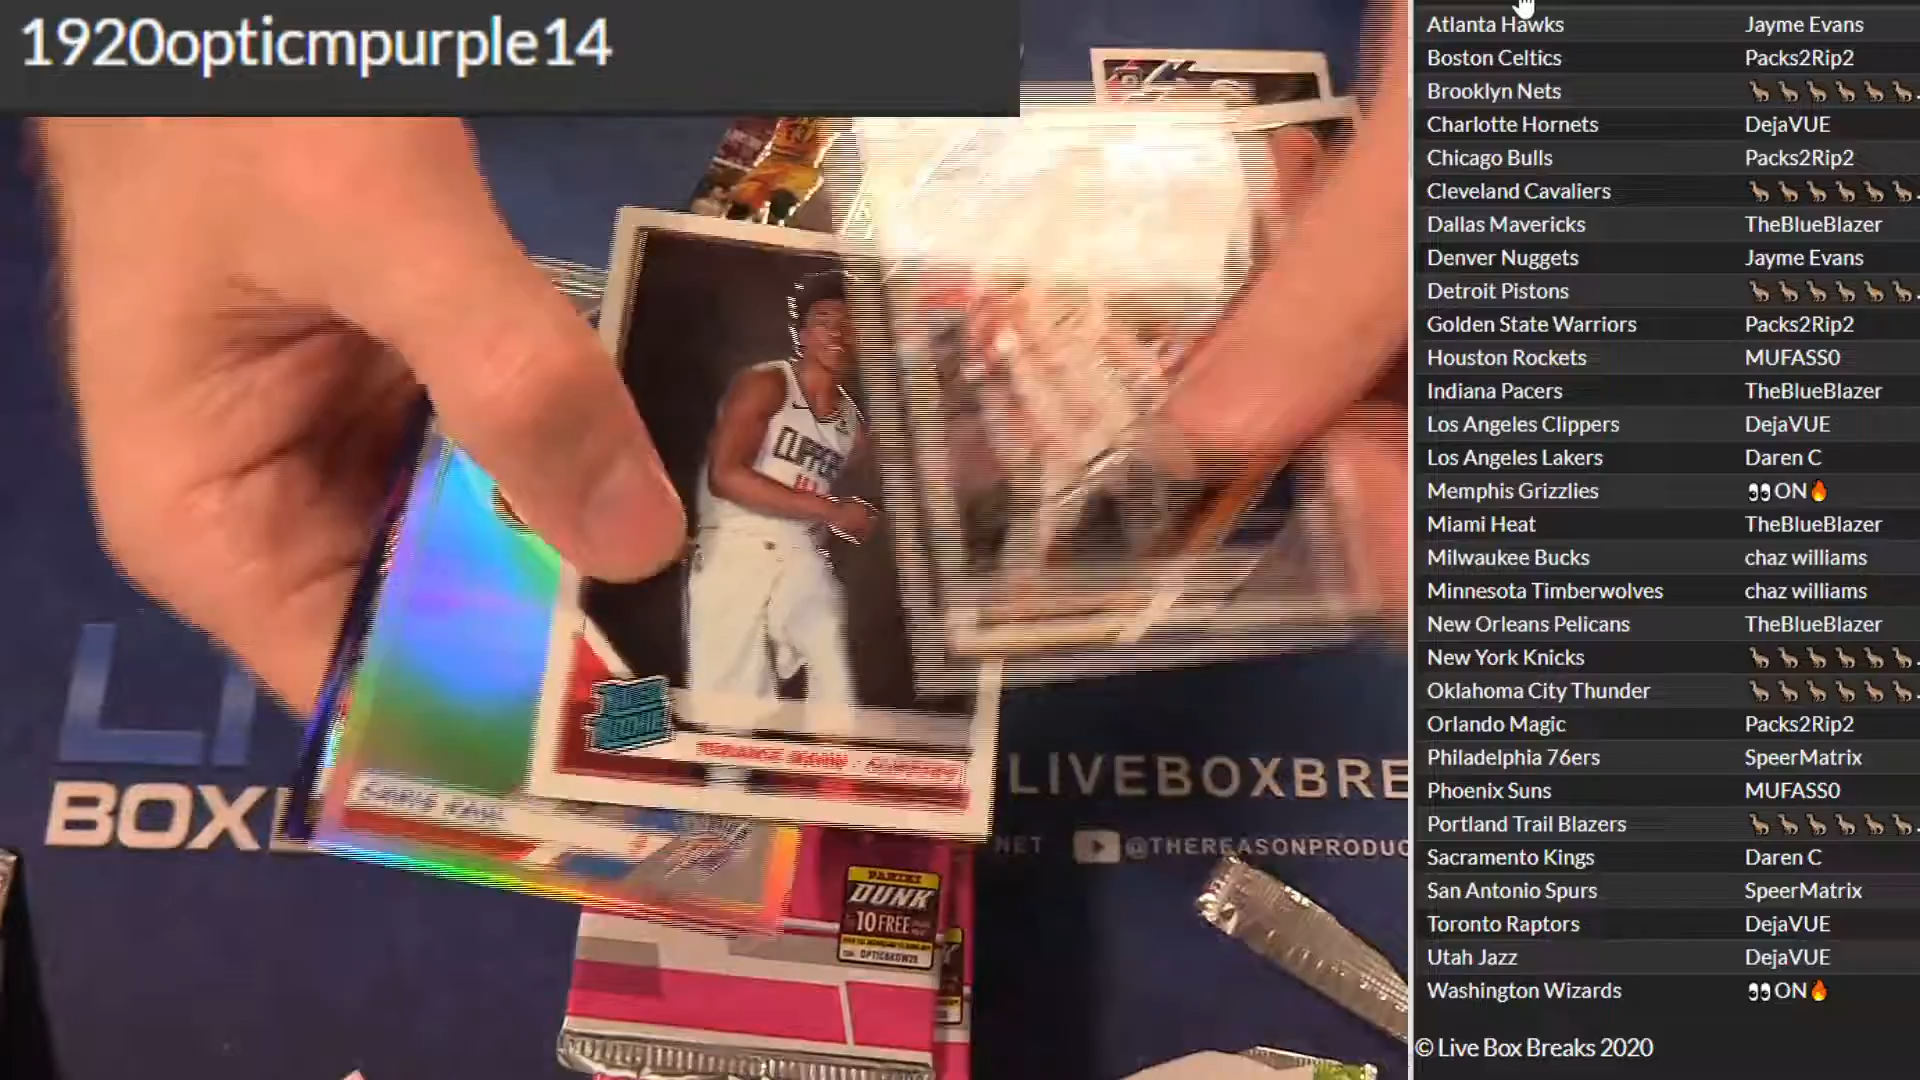 1920opticmpurple14
Atlanta Hawks Jayme Evans
Boston Celtics Packs2Rip2
Brooklyn Nets 🦒🦒🦒🦒🦒🦒.
Charlotte Hornets DejaVUE
Chicago Bulls Packs2Rip2
Cleveland Cavaliers 🦒🦒🦒🦒🦒🦒.
Dallas Mavericks TheBlueBlazer
Denver Nuggets Jayme Evans
Detroit Pistons 🦒🦒🦒🦒🦒🦒.
Golden State Warriors Packs2Rip2
Houston Rockets MUFASS0
Indiana Pacers TheBlueBlazer
Los Angeles Clippers DejaVUE
Los Angeles Lakers Daren C
Memphis Grizzlies 👀ON🔥
Miami Heat TheBlueBlazer
Milwaukee Bucks chaz williams
Minnesota Timberwolves chaz williams
New Orleans Pelicans TheBlueBlazer
New York Knicks 🦒🦒🦒🦒🦒🦒.
Oklahoma City Thunder 🦒🦒🦒🦒🦒🦒.
Orlando Magic Packs2Rip2
Philadelphia 76ers SpeerMatrix
Phoenix Suns MUFASS0
Portland Trail Blazers 🦒🦒🦒🦒🦒🦒.
Sacramento Kings Daren C
San Antonio Spurs SpeerMatrix
Toronto Raptors DejaVUE
Utah Jazz DejaVUE
Washington Wizards 👀ON🔥
© Live Box Breaks 2020
CLIPPERS
LI
BOX
LIVEBOXBRE
NET @THEREASONPRODUC
PANINI
DUNK
10 FREE